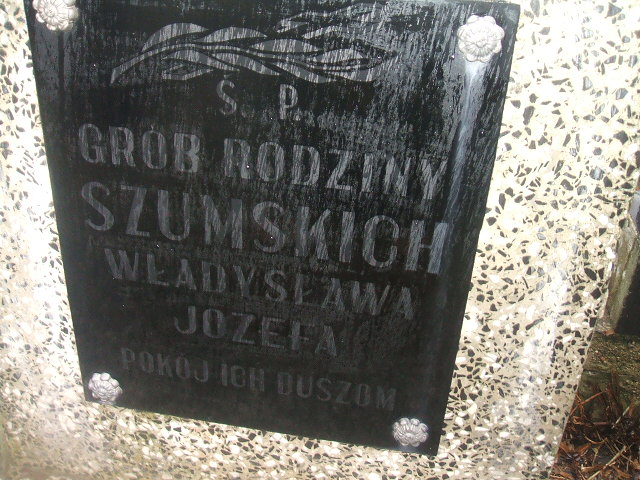 Ś. P.
GRÓB RODZINY
SZUMSKICH
WŁADYSŁAWA
JÓZEFA
POKÓJ ICH DUSZOM